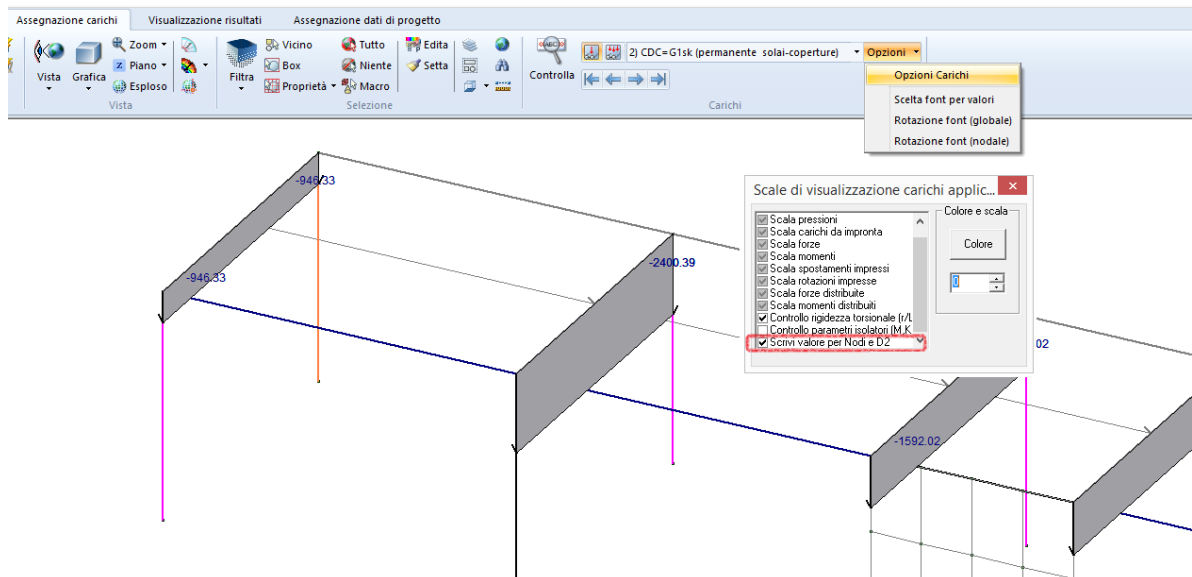 Assegnazione carichi
Visualizzazione risultati
Assegnazione dati di progetto
Vista
Grafica
Zoom
Piano
Esploso
Vista
Filtra
Vicino
Box
Proprietà
Tutto
Niente
Macro
Edita
Setta
Selezione
Controlla
2) CDC=G1sk (permanente solai-coperture)
Opzioni
Carichi
Opzioni Carichi
Scelta font per valori
Rotazione font (globale)
Rotazione font (nodale)
Scale di visualizzazione carichi applic...
Scala pressioni
Scala carichi da impronta
Scala forze
Scala momenti
Scala spostamenti impressi
Scala rotazioni impresse
Scala forze distribuite
Scala momenti distribuiti
Controllo rigidezza torsionale (r/L
Controllo parametri isolatori (M,K
Scrivi valore per Nodi e D2
Colore e scala
Colore
0
-946.33
-946.33
-2400.39
02
-1592.02